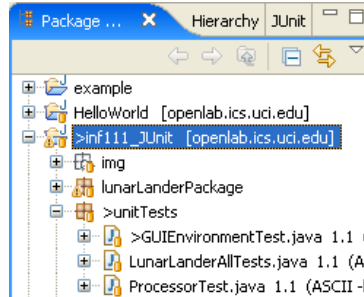 Package ... Hierarchy JUnit
example
HelloWorld [openlab.ics.uci.edu]
>inf111_JUnit [openlab.ics.uci.edu]
img
lunarLanderPackage
>unitTests
>GUIEnvironmentTest.java 1.1
LunarLanderAllTests.java 1.1 (A
ProcessorTest.java 1.1 (ASCII -